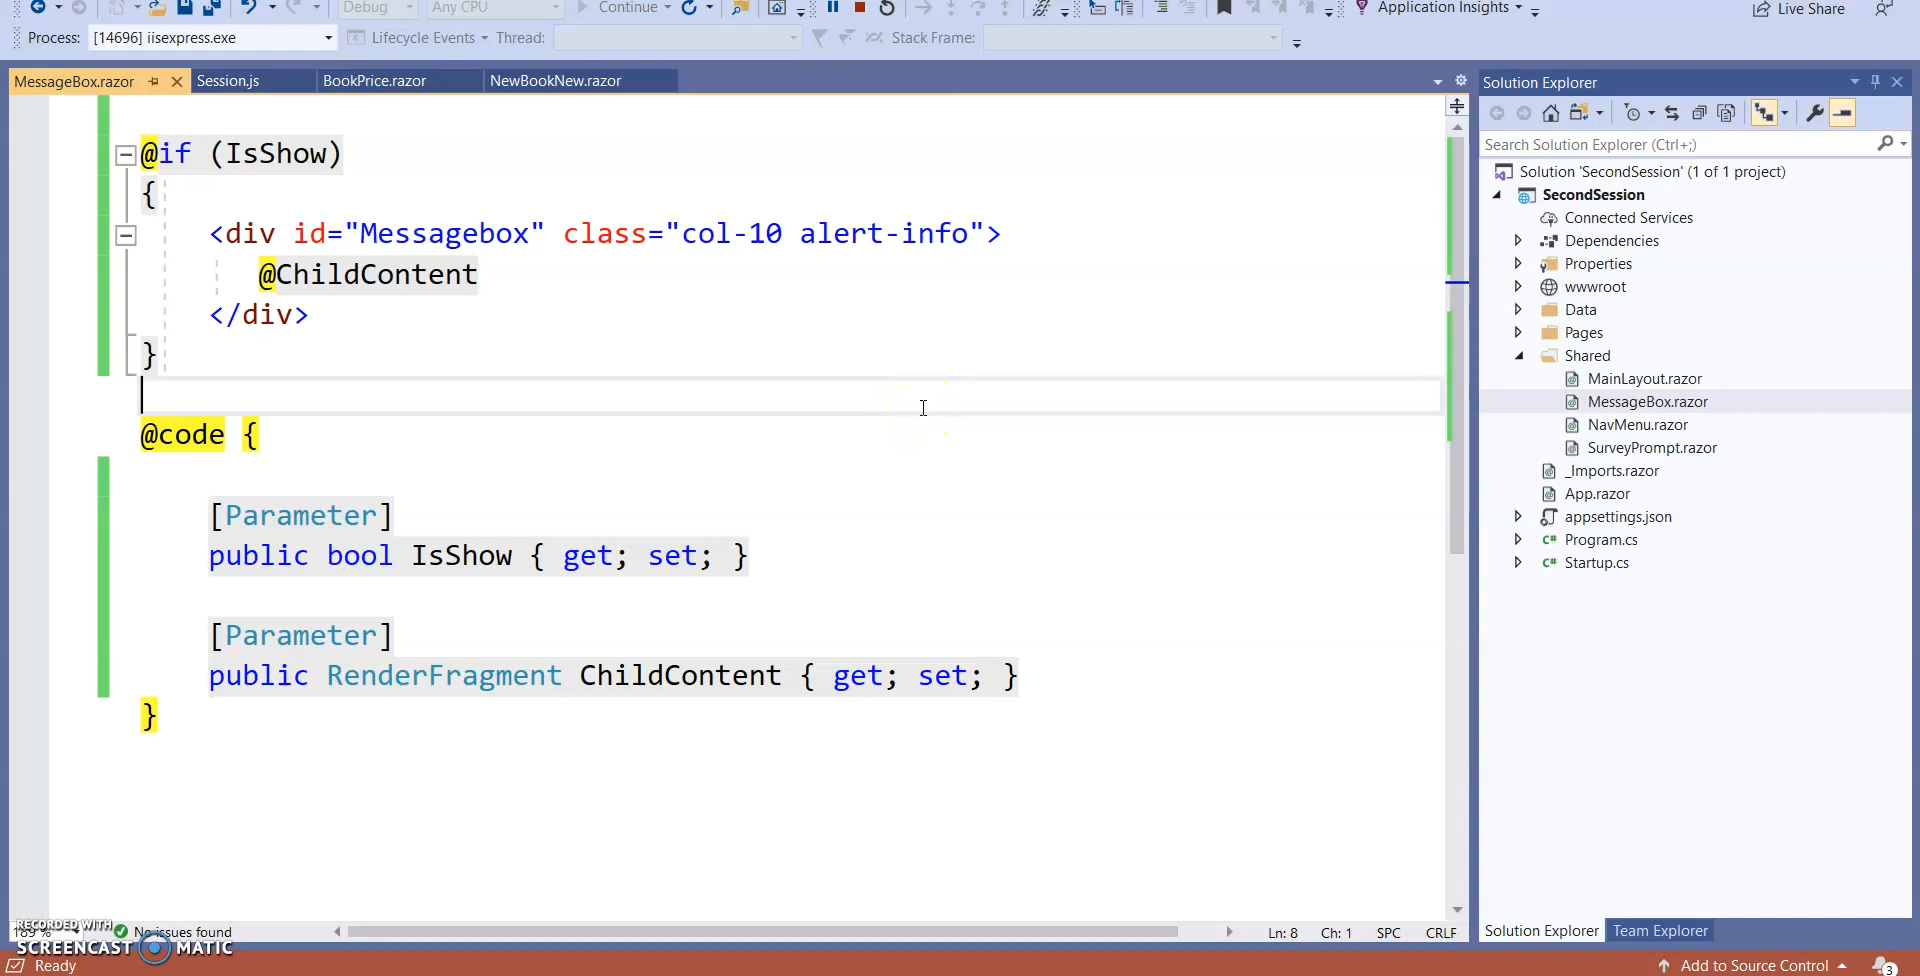 Debug
Any CPU
Continue
Application Insights
Live Share
Process: [14696] iisexpress.exe
Lifecycle Events
Thread:
Stack Frame:
MessageBox.razor
Session.js
BookPrice.razor
NewBookNew.razor
@if (IsShow)
{
<div id="Messagebox" class="col-10 alert-info">
@ChildContent
</div>
}
@code {
[Parameter]
public bool IsShow { get; set; }
[Parameter]
public RenderFragment ChildContent { get; set; }
}
Solution Explorer
Search Solution Explorer (Ctrl+;)
Solution 'SecondSession' (1 of 1 project)
SecondSession
Connected Services
Dependencies
Properties
wwwroot
Data
Pages
Shared
MainLayout.razor
MessageBox.razor
NavMenu.razor
SurveyPrompt.razor
_Imports.razor
App.razor
appsettings.json
Program.cs
Startup.cs
Solution Explorer
Team Explorer
RECORDED WITH
SCREENCAST MATIC
189 %
No issues found
Ln: 8
Ch: 1
SPC
CRLF
Ready
Add to Source Control
3